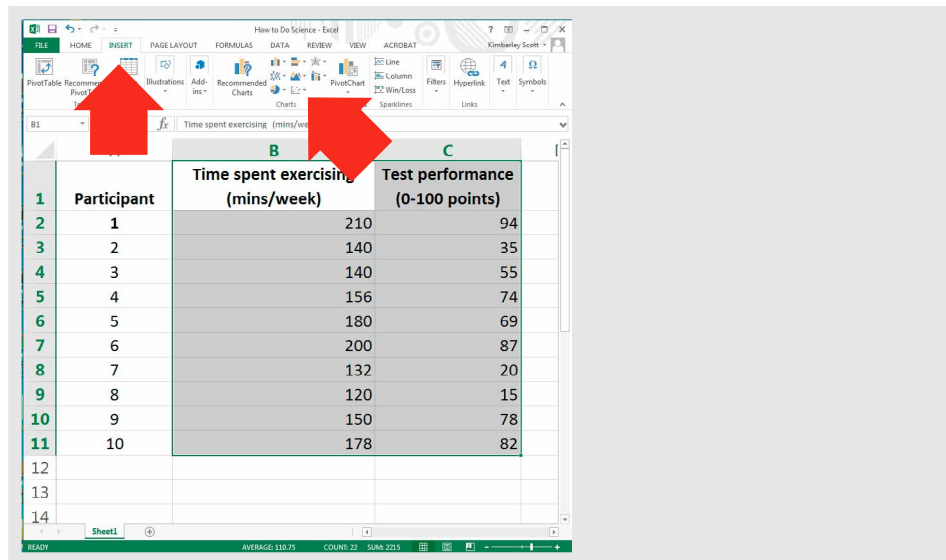 How to Do Science - Excel
FILE HOME INSERT PAGE LAYOUT FORMULAS DATA REVIEW VIEW ACROBAT Kimberley Scott
PivotTable Illustrations Add-ins Recommended Charts PivotChart Line Column Win/Loss Filters Hyperlink Text Symbols
Charts Sparklines Links
B1 fx Time spent exercising
B C
1 Participant Time spent exercising (mins/week) Test performance (0-100 points)
2 1 210 94
3 2 140 35
4 3 140 55
5 4 156 74
6 5 180 69
7 6 200 87
8 7 132 20
9 8 120 15
10 9 150 78
11 10 178 82
12
13
14
Sheet1
READY AVERAGE: 110.75 COUNT: 22 SUM: 2215